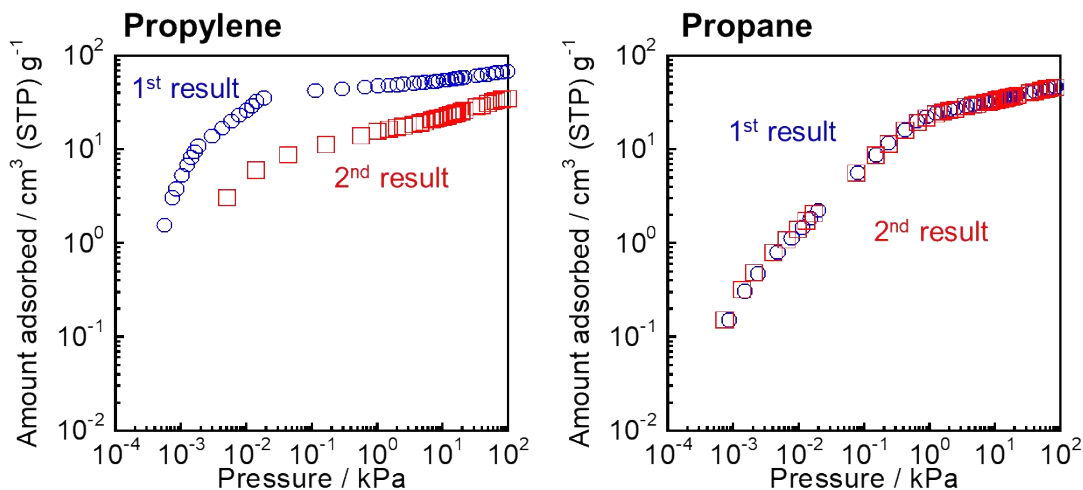 Propylene
10²
10¹
10⁰
10⁻¹
10⁻²
10⁻⁴
10⁻³
10⁻²
10⁻¹
10⁰
10¹
10²
Amount adsorbed / cm³ (STP) g⁻¹
Pressure / kPa
1st result
2nd result
Propane
10²
10¹
10⁰
10⁻¹
10⁻²
10⁻⁴
10⁻³
10⁻²
10⁻¹
10⁰
10¹
10²
Amount adsorbed / cm³ (STP) g⁻¹
Pressure / kPa
1st result
2nd result